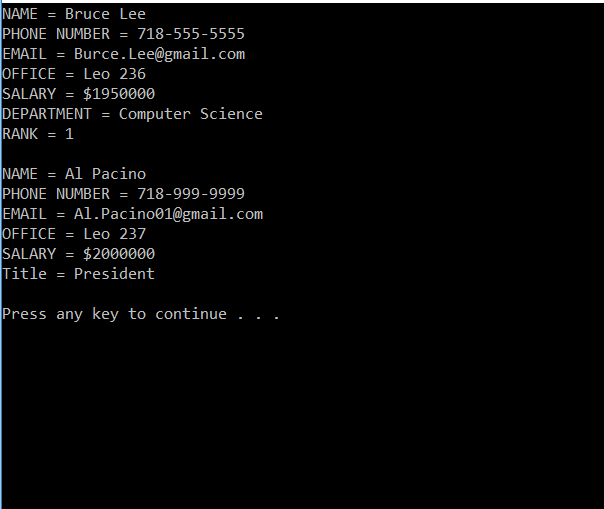 NAME = Bruce Lee
PHONE NUMBER = 718-555-5555
EMAIL = Burce.Lee@gmail.com
OFFICE = Leo 236
SALARY = $1950000
DEPARTMENT = Computer Science
RANK = 1
NAME = Al Pacino
PHONE NUMBER = 718-999-9999
EMAIL = Al.Pacino01@gmail.com
OFFICE = Leo 237
SALARY = $2000000
Title = President
Press any key to continue . . .